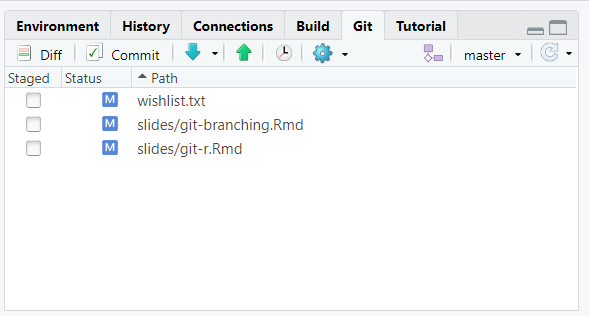 Environment History Connections Build Git Tutorial
Diff Commit master
Staged Status Path
M wishlist.txt
M slides/git-branching.Rmd
M slides/git-r.Rmd